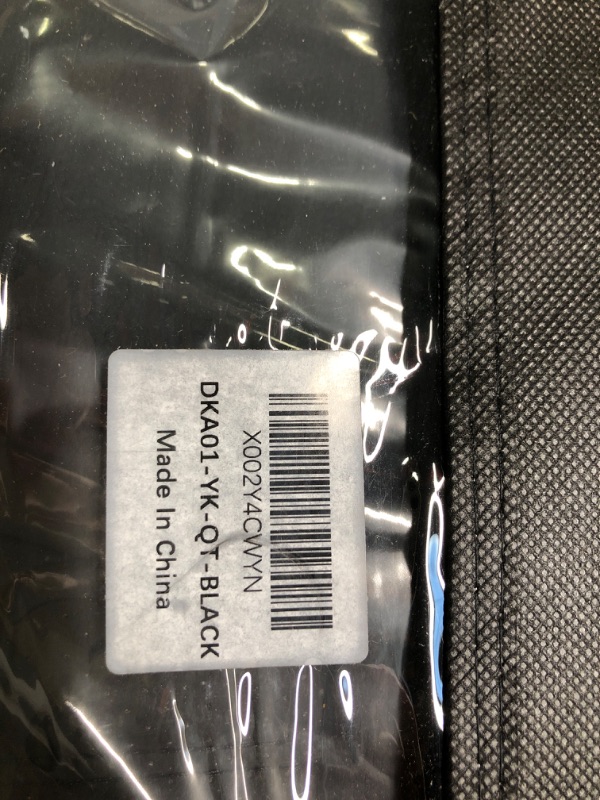 X002Y4CWYN
DKA01-YK-QT-BLACK
Made In China